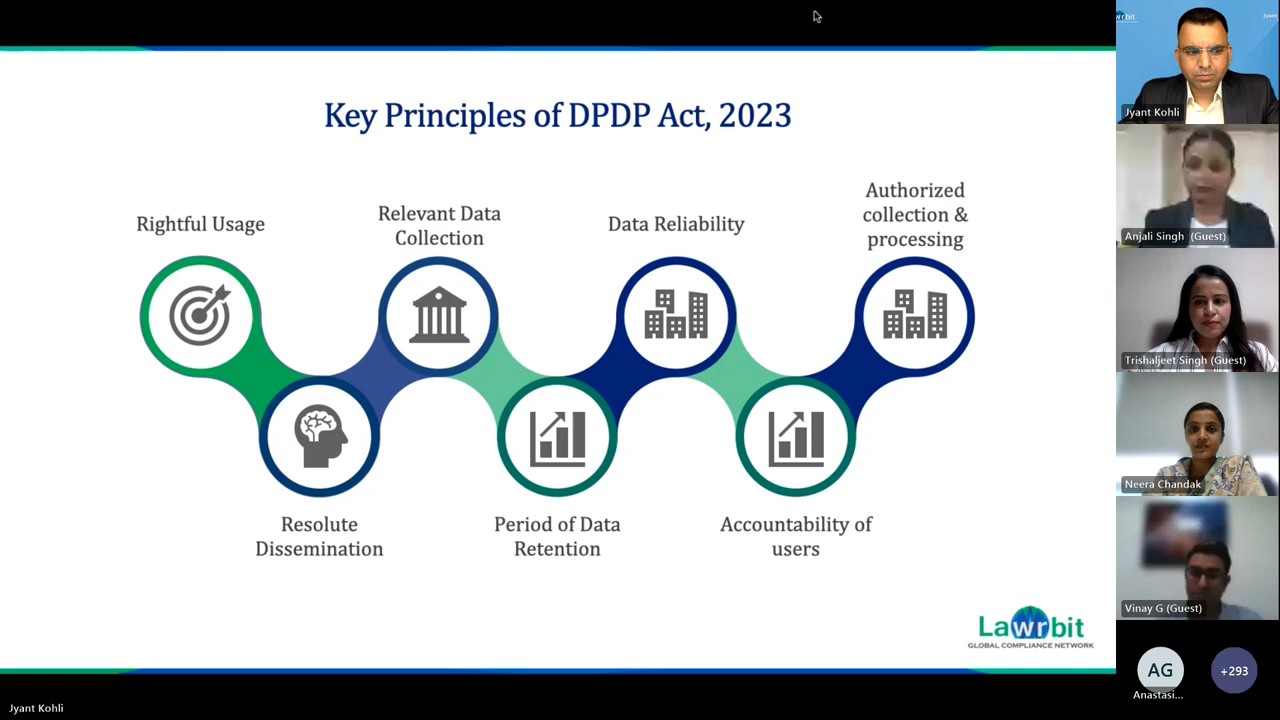 Key Principles of DPDP Act, 2023
Rightful Usage
Relevant Data
Collection
Data Reliability
Authorized
collection &
processing
Resolute
Dissemination
Period of Data
Retention
Accountability of
users
Lawrbit
GLOBAL COMPLIANCE NETWORK
Jyant Kohli
wrbit
Jyant Kohli
Anjali Singh (Guest)
Trishaljeet Singh (Guest)
Neera Chandak
Vinay G (Guest)
AG
Anastasi...
+293